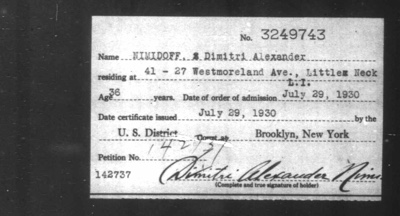 No. 3249743
Name NIMIDOFF, S Dimitri Alexander
residing at 41 - 27 Westmoreland Ave., Little Neck
L.I.
Age 36 years. Date of order of admission July 29, 1930
Date certificate issued July 29, 1930 by the
U. S. District Court at Brooklyn, New York
Petition No.
142737 Dimitri Alexander
(Complete and true signature of holder)